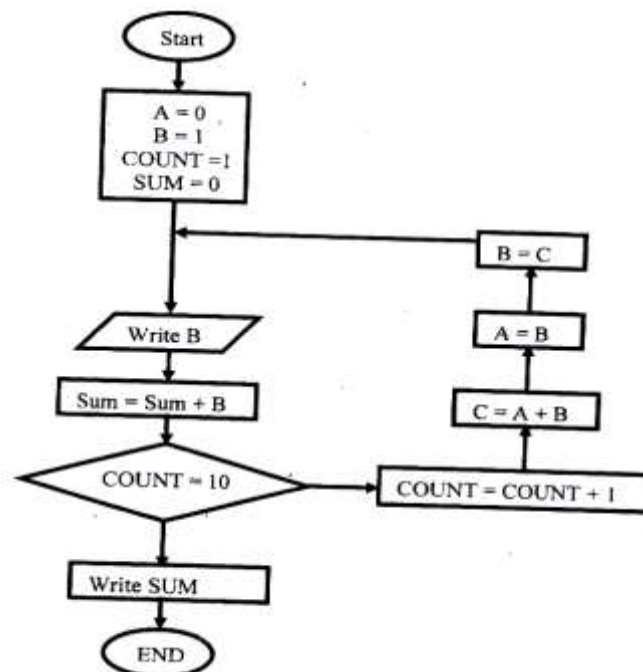 Start
A = 0
B = 1
COUNT =1
SUM = 0
Write B
Sum = Sum + B
COUNT = 10
Write SUM
END
COUNT = COUNT + 1
C = A + B
A = B
B = C